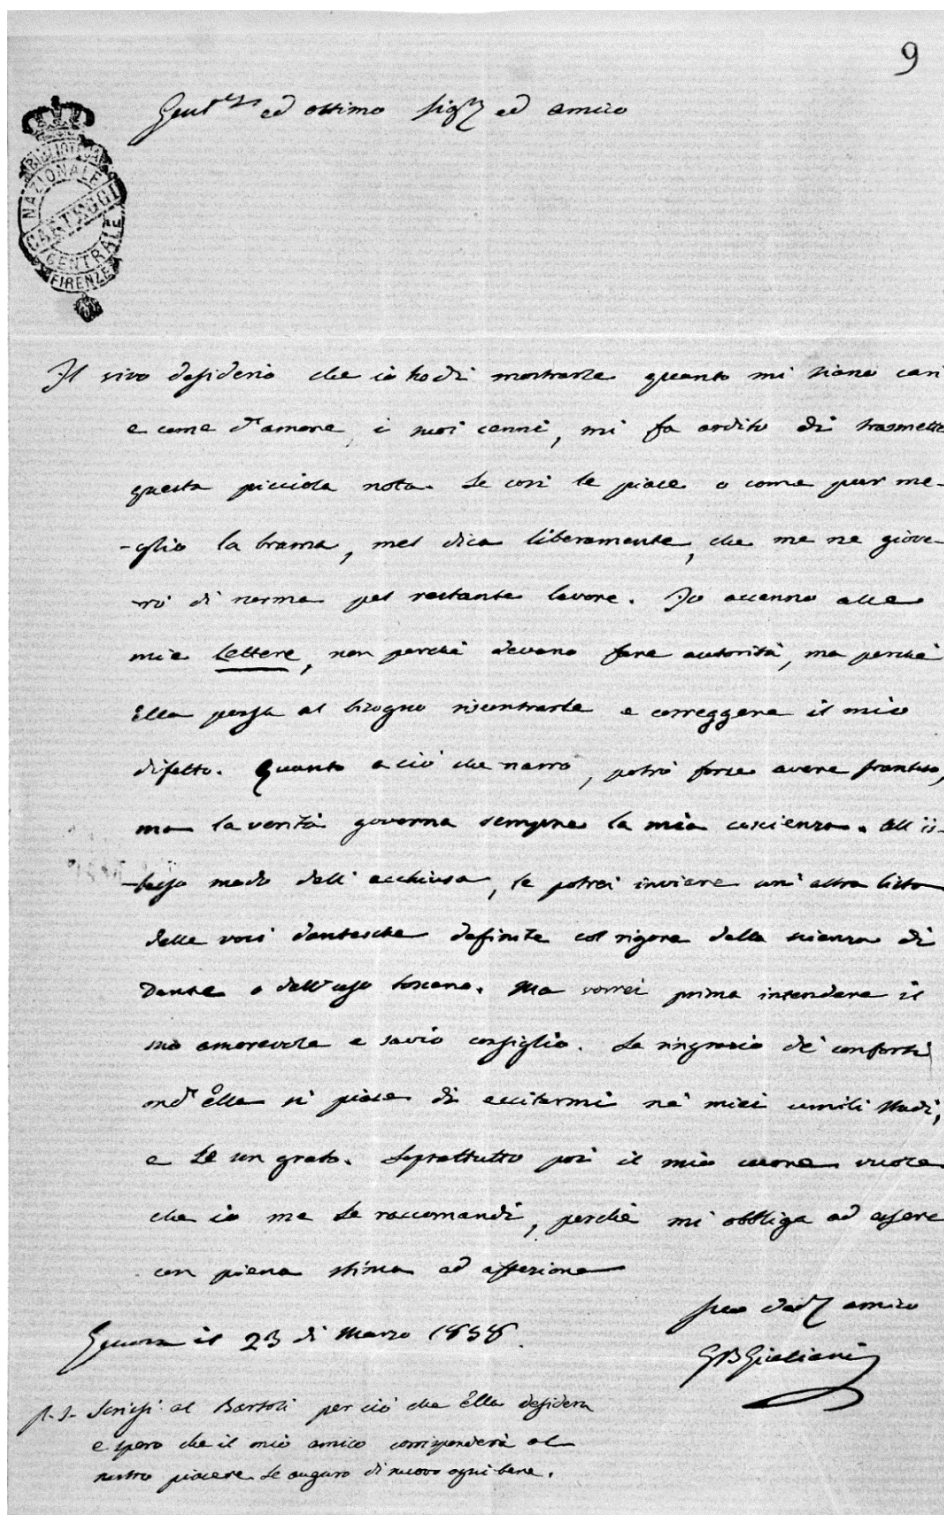 9
Gent.mo ed ottimo Sigr ed amico
BIBLIOTECA
NAZIONALE
CARTEGGI
CENTRALE
FIRENZE
Il vivo desiderio che io ho di mostrarle quanto mi siano cari
e come d'amore, i suoi cenni, mi fa ardito di trasmette
questa picciola nota. Se così le piace o come pur me-
-glio la brama, mel dica liberamente, che me ne giove-
rò di norma pel restante lavoro. Io accenno alle
mie Lettere, non perchè devano fare autorità, ma perchè
Ella possa al bisogno riscontrarle e correggere il mio
difetto. Quanto a ciò che narro, potrò forse avere franteso,
ma la verità governa sempre la mia coscienza. All'is-
-tesso modo dell'acchiusa, le potrei inviare un'altra lista
delle voci dantesche definite col rigore della scienza di
Dante e dell'uso toscano. Ma vorrei prima intendere il
suo amorevole e savio consiglio. La ringrazio de' conforti
ond'Ella si piace di eccitarmi ne' miei umili studi,
e Le son grato. Soprattutto poi il mio cuore vuole
che io me Le raccomandi, perchè mi obbliga ad essere
con piena stima ed affezione
suo amico
GBGiuliani
Genova il 23 di Marzo 1858.
P.S. Scrissi al Bartoli per ciò che Ella desidera
e spero che il mio amico corrisponderà al
nostro piacere. Le auguro di nuovo ogni bene.